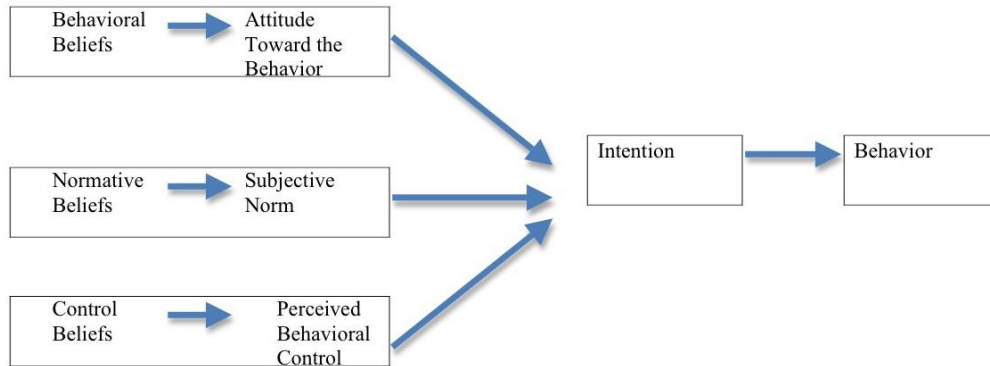 Behavioral
Beliefs
Attitude
Toward the
Behavior
Normative
Beliefs
Subjective
Norm
Control
Beliefs
Perceived
Behavioral
Control
Intention
Behavior